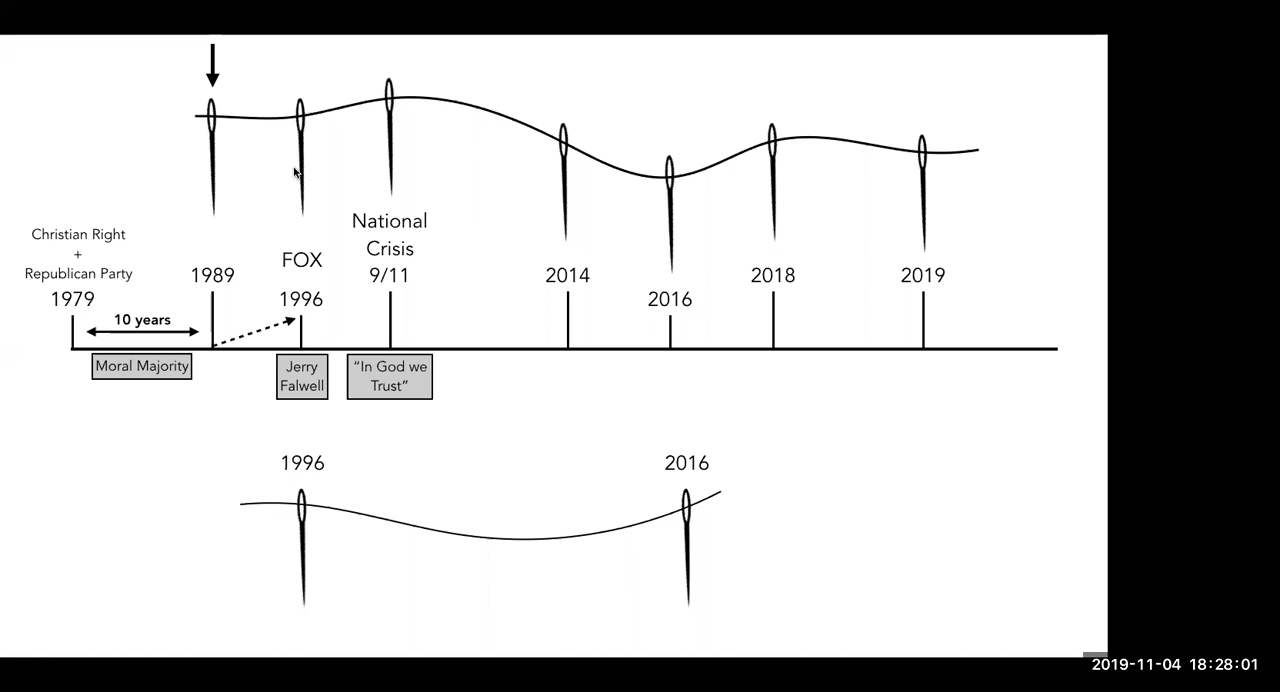 Christian Right
+
Republican Party
1979
10 years
Moral Majority
1989
FOX
1996
Jerry
Falwell
National
Crisis
9/11
“In God we
Trust”
2014
2016
2018
2019
1996
2016
2019-11-04 18:28:01